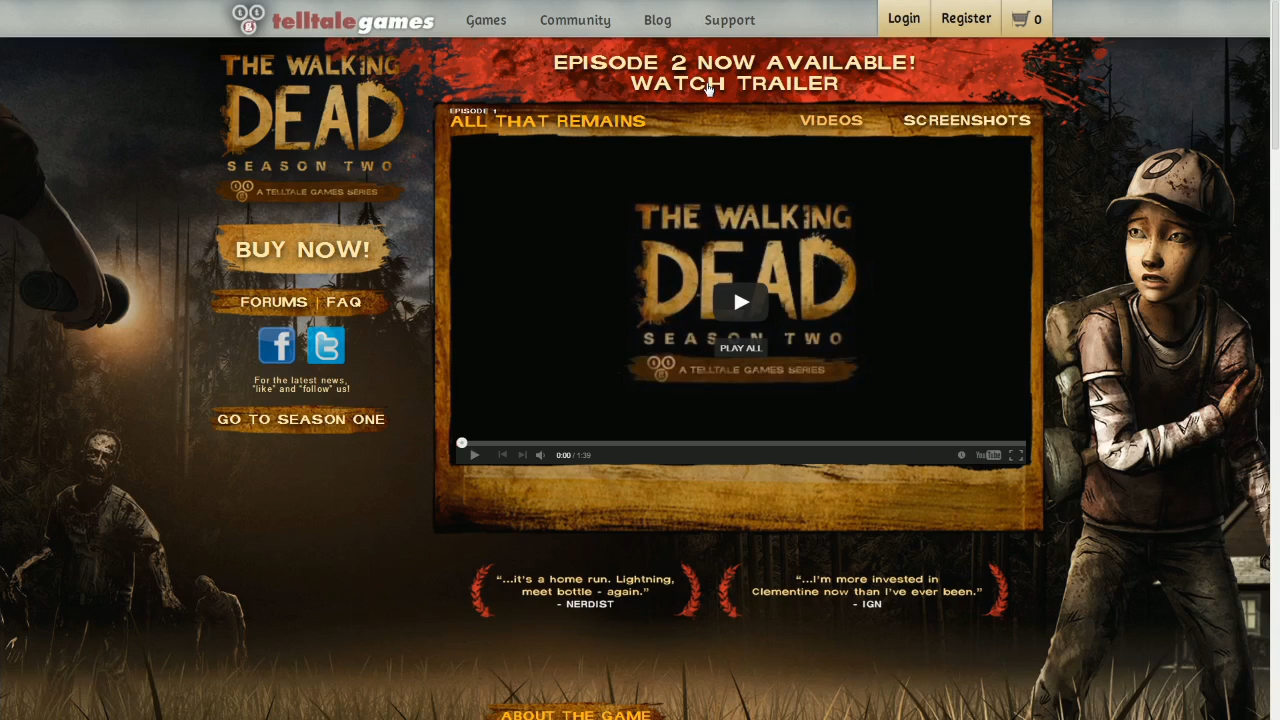 telltalegames
Games
Community
Blog
Support
Login
Register
0
THE WALKING
DEAD
SEASON TWO
ttg A TELLTALE GAMES SERIES
BUY NOW!
FORUMS | FAQ
f
t
For the latest news,
"like" and "follow" us!
GO TO SEASON ONE
EPISODE 2 NOW AVAILABLE!
WATCH TRAILER
EPISODE 1
ALL THAT REMAINS
VIDEOS
SCREENSHOTS
THE WALKING
DEAD
SEASON TWO
PLAY ALL
ttg A TELLTALE GAMES SERIES
0:00 / 1:39
YouTube
“...it's a home run. Lightning,
meet bottle - again.”
- NERDIST
“...I'm more invested in
Clementine now than I've ever been.”
- IGN
ABOUT THE GAME